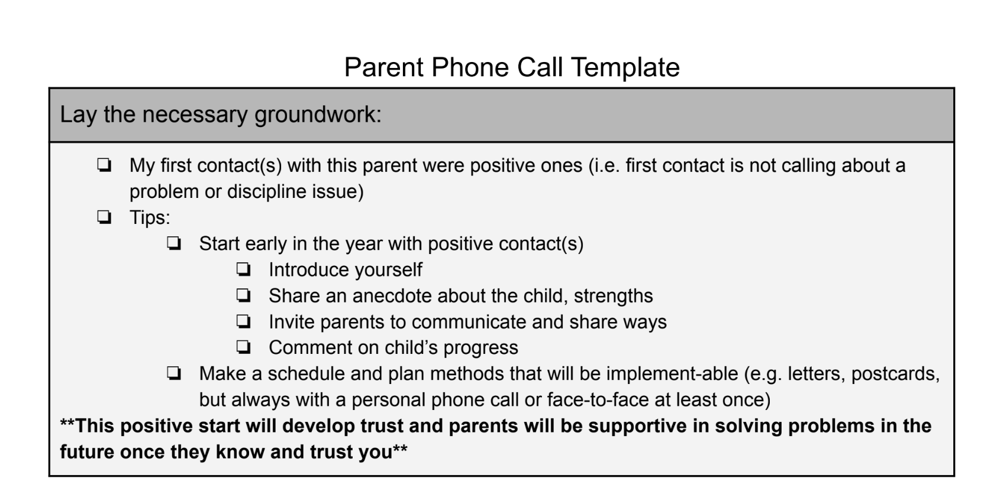 Parent Phone Call Template
Lay the necessary groundwork:
❏ My first contact(s) with this parent were positive ones (i.e. first contact is not calling about a
problem or discipline issue)
❏ Tips:
❏ Start early in the year with positive contact(s)
❏ Introduce yourself
❏ Share an anecdote about the child, strengths
❏ Invite parents to communicate and share ways
❏ Comment on child’s progress
❏ Make a schedule and plan methods that will be implement-able (e.g. letters, postcards,
but always with a personal phone call or face-to-face at least once)
**This positive start will develop trust and parents will be supportive in solving problems in the
future once they know and trust you**